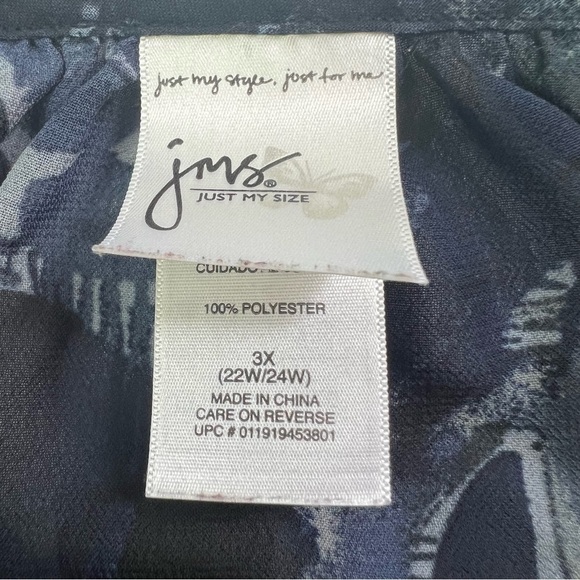 just my style. just for me
jms®
JUST MY SIZE
CUIDADO:
100% POLYESTER
3X
(22W/24W)
MADE IN CHINA
CARE ON REVERSE
UPC # 011919453801